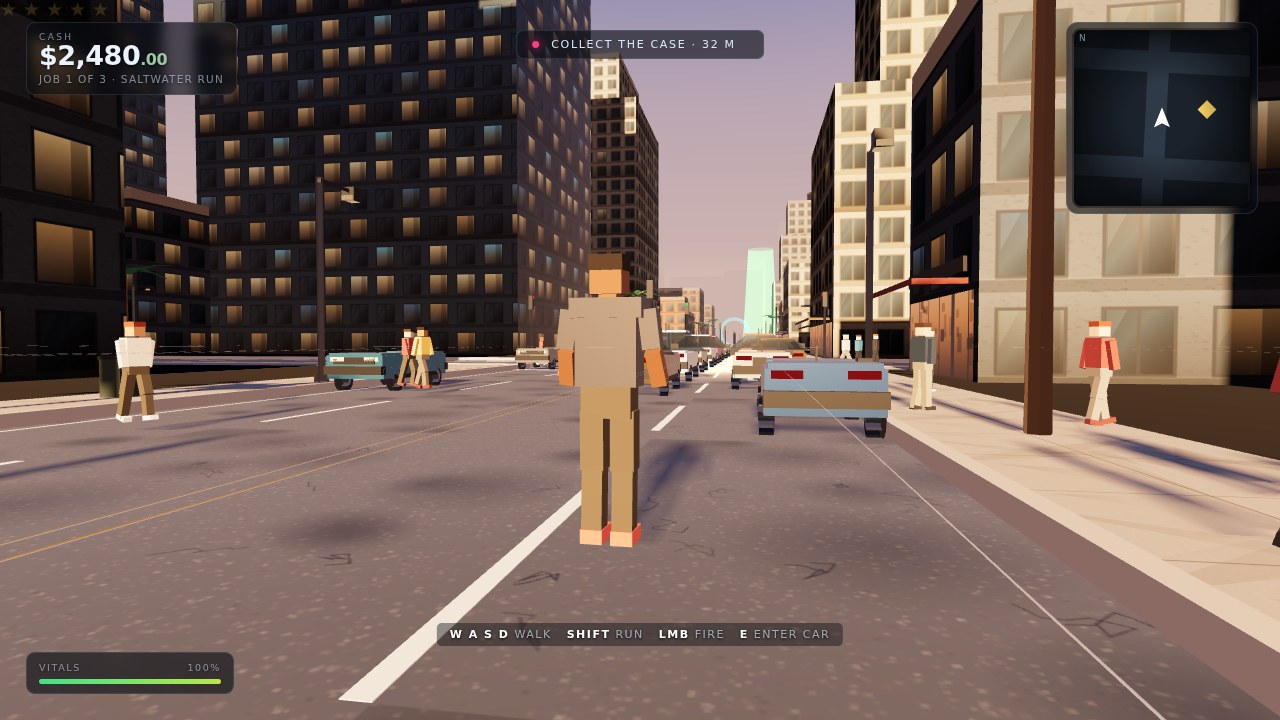 CASH
$2,480.00
JOB 1 OF 3 · SALTWATER RUN
COLLECT THE CASE · 32 M
N
W A S D WALK SHIFT RUN LMB FIRE E ENTER CAR
VITALS 100%